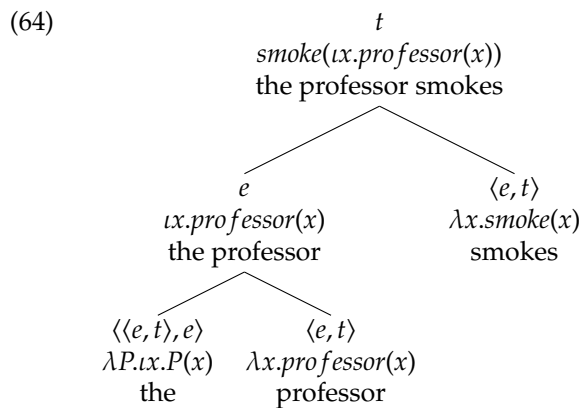 (64)
t
smoke(ιx.professor(x))
the professor smokes
e ⟨e, t⟩
ιx.professor(x) λx.smoke(x)
the professor smokes
⟨⟨e, t⟩, e⟩ ⟨e, t⟩
λP.ιx.P(x) λx.professor(x)
the professor